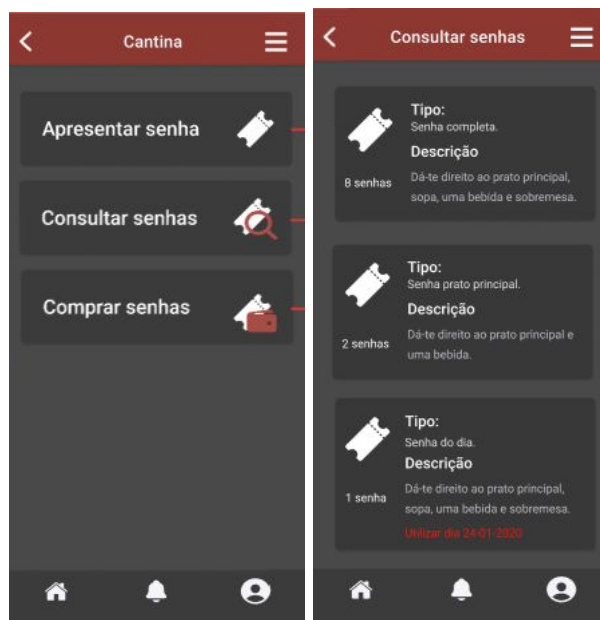 Cantina
Apresentar senha
Consultar senhas
Comprar senhas
Consultar senhas
Tipo:
Senha completa.
Descrição
8 senhas
Dá-te direito ao prato principal,
sopa, uma bebida e sobremesa.
Tipo:
Senha prato principal.
Descrição
2 senhas
Dá-te direito ao prato principal e
uma bebida.
Tipo:
Senha do dia.
Descrição
1 senha
Dá-te direito ao prato principal,
sopa, uma bebida e sobremesa.
Utilizar dia 24-01-2020